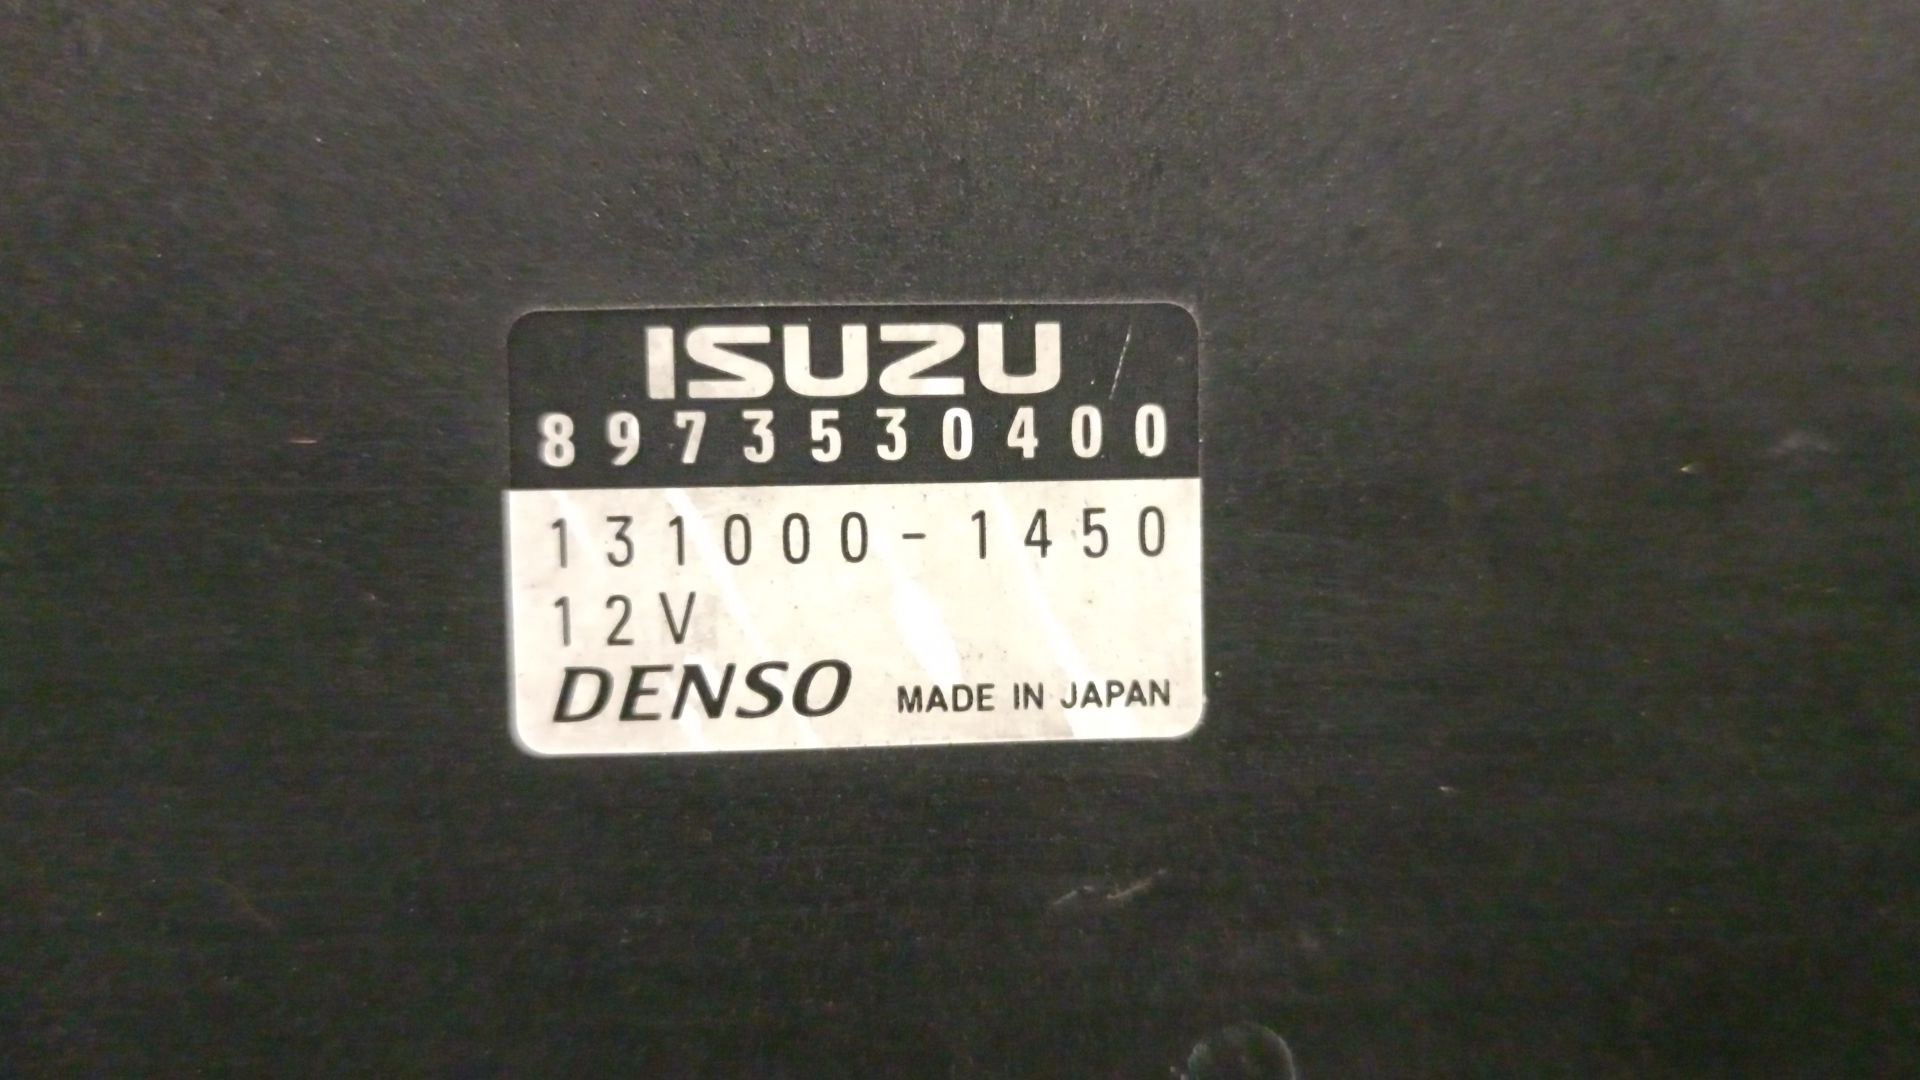 ISUZU
8973530400
131000-1450
12V
DENSO MADE IN JAPAN